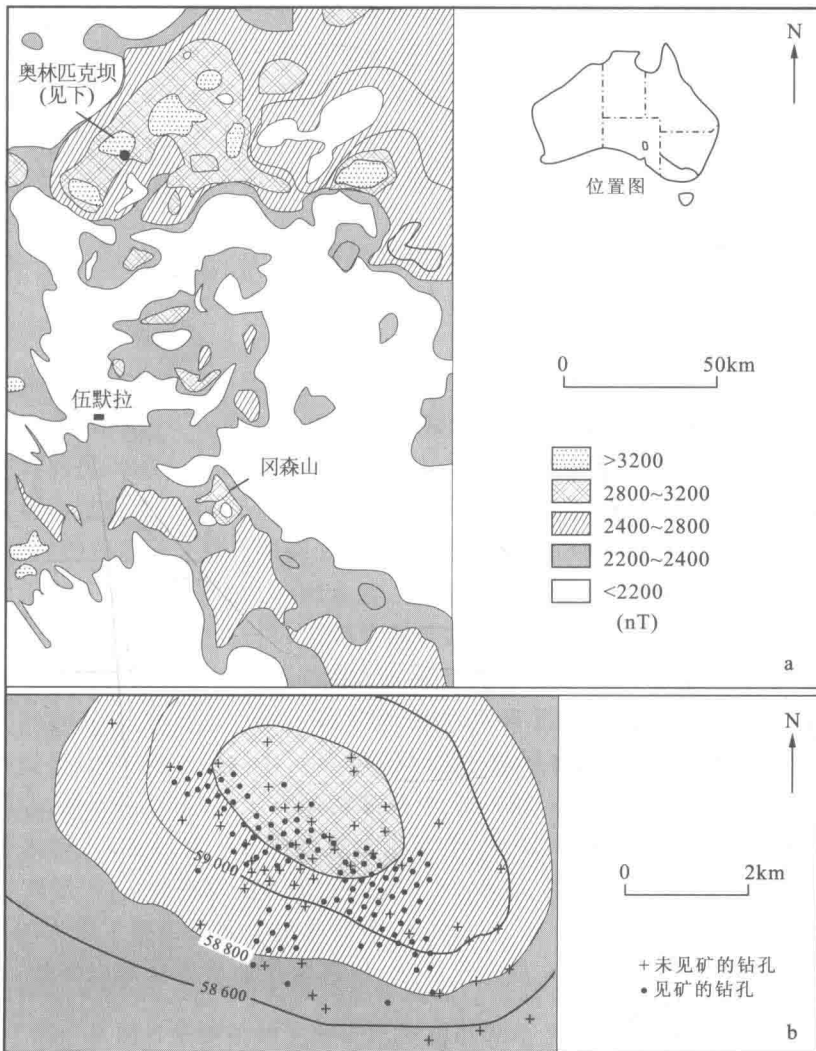 奥林匹克坝
(见下)
伍默拉
冈森山
N
位置图
0 50km
>3200
2800~3200
2400~2800
2200~2400
<2200
(nT)
a
59 000
58 800
58 600
N
0 2km
+ 未见矿的钻孔
• 见矿的钻孔
b